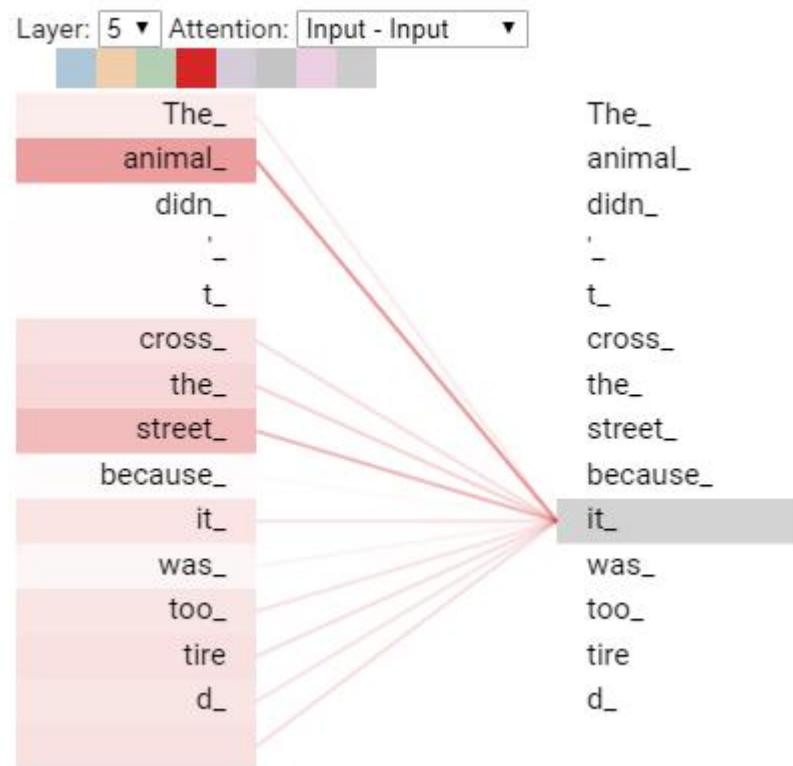 Layer: 5 Attention: Input - Input
The_ The_
animal_ animal_
didn_ didn_
'_ '_
t_ t_
cross_ cross_
the_ the_
street_ street_
because_ because_
it_ it_
was_ was_
too_ too_
tire tire
d_ d_